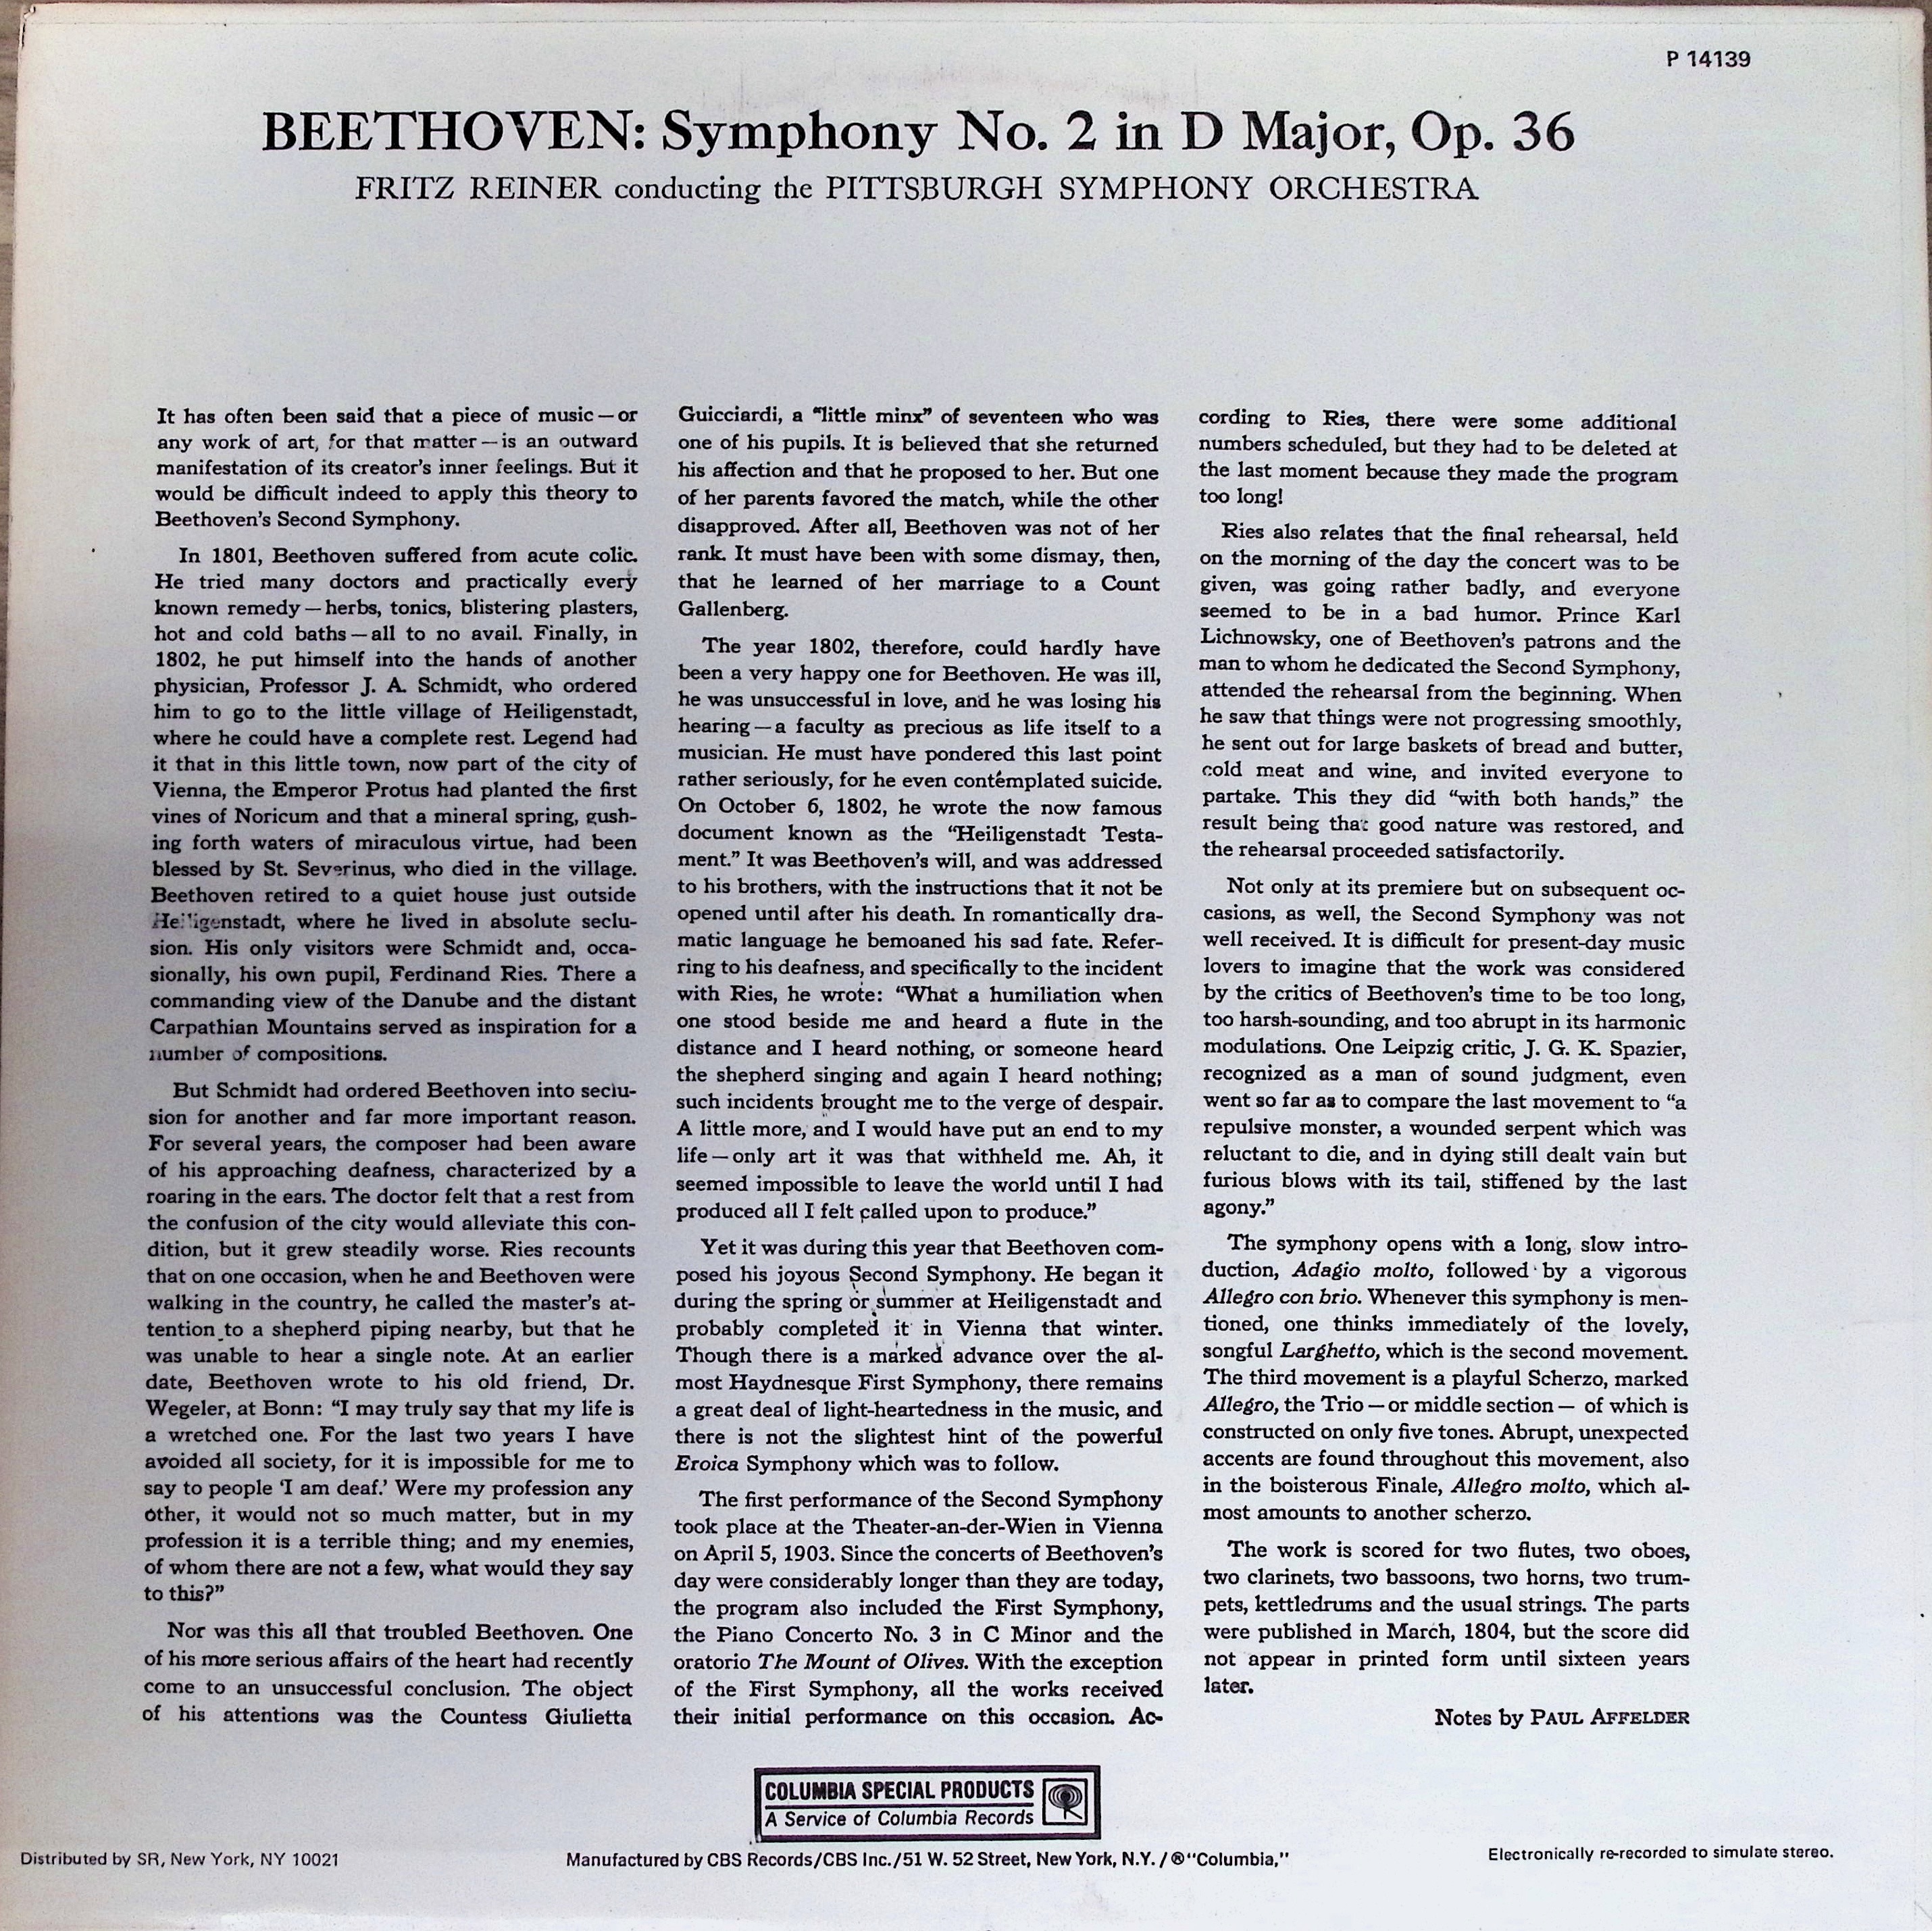 P 14139
BEETHOVEN: Symphony No. 2 in D Major, Op. 36
FRITZ REINER conducting the PITTSBURGH SYMPHONY ORCHESTRA
It has often been said that a piece of music—or
any work of art, for that matter—is an outward
manifestation of its creator's inner feelings. But it
would be difficult indeed to apply this theory to
Beethoven's Second Symphony.
In 1801, Beethoven suffered from acute colic.
He tried many doctors and practically every
known remedy—herbs, tonics, blistering plasters,
hot and cold baths—all to no avail. Finally, in
1802, he put himself into the hands of another
physician, Professor J. A. Schmidt, who ordered
him to go to the little village of Heiligenstadt,
where he could have a complete rest. Legend had
it that in this little town, now part of the city of
Vienna, the Emperor Protus had planted the first
vines of Noricum and that a mineral spring, gush-
ing forth waters of miraculous virtue, had been
blessed by St. Severinus, who died in the village.
Beethoven retired to a quiet house just outside
Heiligenstadt, where he lived in absolute seclu-
sion. His only visitors were Schmidt and, occa-
sionally, his own pupil, Ferdinand Ries. There a
commanding view of the Danube and the distant
Carpathian Mountains served as inspiration for a
number of compositions.
But Schmidt had ordered Beethoven into seclu-
sion for another and far more important reason.
For several years, the composer had been aware
of his approaching deafness, characterized by a
roaring in the ears. The doctor felt that a rest from
the confusion of the city would alleviate this con-
dition, but it grew steadily worse. Ries recounts
that on one occasion, when he and Beethoven were
walking in the country, he called the master's at-
tention to a shepherd piping nearby, but that he
was unable to hear a single note. At an earlier
date, Beethoven wrote to his old friend, Dr.
Wegeler, at Bonn: "I may truly say that my life is
a wretched one. For the last two years I have
avoided all society, for it is impossible for me to
say to people 'I am deaf.' Were my profession any
other, it would not so much matter, but in my
profession it is a terrible thing; and my enemies,
of whom there are not a few, what would they say
to this?"
Nor was this all that troubled Beethoven. One
of his more serious affairs of the heart had recently
come to an unsuccessful conclusion. The object
of his attentions was the Countess Giulietta
Guicciardi, a "little minx" of seventeen who was
one of his pupils. It is believed that she returned
his affection and that he proposed to her. But one
of her parents favored the match, while the other
disapproved. After all, Beethoven was not of her
rank. It must have been with some dismay, then,
that he learned of her marriage to a Count
Gallenberg.
The year 1802, therefore, could hardly have
been a very happy one for Beethoven. He was ill,
he was unsuccessful in love, and he was losing his
hearing—a faculty as precious as life itself to a
musician. He must have pondered this last point
rather seriously, for he even contemplated suicide.
On October 6, 1802, he wrote the now famous
document known as the "Heiligenstadt Testa-
ment." It was Beethoven's will, and was addressed
to his brothers, with the instructions that it not be
opened until after his death. In romantically dra-
matic language he bemoaned his sad fate. Refer-
ring to his deafness, and specifically to the incident
with Ries, he wrote: "What a humiliation when
one stood beside me and heard a flute in the
distance and I heard nothing, or someone heard
the shepherd singing and again I heard nothing;
such incidents brought me to the verge of despair.
A little more, and I would have put an end to my
life—only art it was that withheld me. Ah, it
seemed impossible to leave the world until I had
produced all I felt called upon to produce."
Yet it was during this year that Beethoven com-
posed his joyous Second Symphony. He began it
during the spring or summer at Heiligenstadt and
probably completed it in Vienna that winter.
Though there is a marked advance over the al-
most Haydnesque First Symphony, there remains
a great deal of light-heartedness in the music, and
there is not the slightest hint of the powerful
Eroica Symphony which was to follow.
The first performance of the Second Symphony
took place at the Theater-an-der-Wien in Vienna
on April 5, 1903. Since the concerts of Beethoven's
day were considerably longer than they are today,
the program also included the First Symphony,
the Piano Concerto No. 3 in C Minor and the
oratorio The Mount of Olives. With the exception
of the First Symphony, all the works received
their initial performance on this occasion. Ac-
cording to Ries, there were some additional
numbers scheduled, but they had to be deleted at
the last moment because they made the program
too long!
Ries also relates that the final rehearsal, held
on the morning of the day the concert was to be
given, was going rather badly, and everyone
seemed to be in a bad humor. Prince Karl
Lichnowsky, one of Beethoven's patrons and the
man to whom he dedicated the Second Symphony,
attended the rehearsal from the beginning. When
he saw that things were not progressing smoothly,
he sent out for large baskets of bread and butter,
cold meat and wine, and invited everyone to
partake. This they did "with both hands," the
result being that good nature was restored, and
the rehearsal proceeded satisfactorily.
Not only at its premiere but on subsequent oc-
casions, as well, the Second Symphony was not
well received. It is difficult for present-day music
lovers to imagine that the work was considered
by the critics of Beethoven's time to be too long,
too harsh-sounding, and too abrupt in its harmonic
modulations. One Leipzig critic, J. G. K. Spazier,
recognized as a man of sound judgment, even
went so far as to compare the last movement to "a
repulsive monster, a wounded serpent which was
reluctant to die, and in dying still dealt vain but
furious blows with its tail, stiffened by the last
agony."
The symphony opens with a long, slow intro-
duction, Adagio molto, followed by a vigorous
Allegro con brio. Whenever this symphony is men-
tioned, one thinks immediately of the lovely,
songful Larghetto, which is the second movement.
The third movement is a playful Scherzo, marked
Allegro, the Trio—or middle section— of which is
constructed on only five tones. Abrupt, unexpected
accents are found throughout this movement, also
in the boisterous Finale, Allegro molto, which al-
most amounts to another scherzo.
The work is scored for two flutes, two oboes,
two clarinets, two bassoons, two horns, two trum-
pets, kettledrums and the usual strings. The parts
were published in March, 1804, but the score did
not appear in printed form until sixteen years
later.
Notes by PAUL AFFELDER
COLUMBIA SPECIAL PRODUCTS
A Service of Columbia Records
Distributed by SR, New York, NY 10021
Manufactured by CBS Records/CBS Inc./51 W. 52 Street, New York, N.Y. / ® "Columbia,"
Electronically re-recorded to simulate stereo.